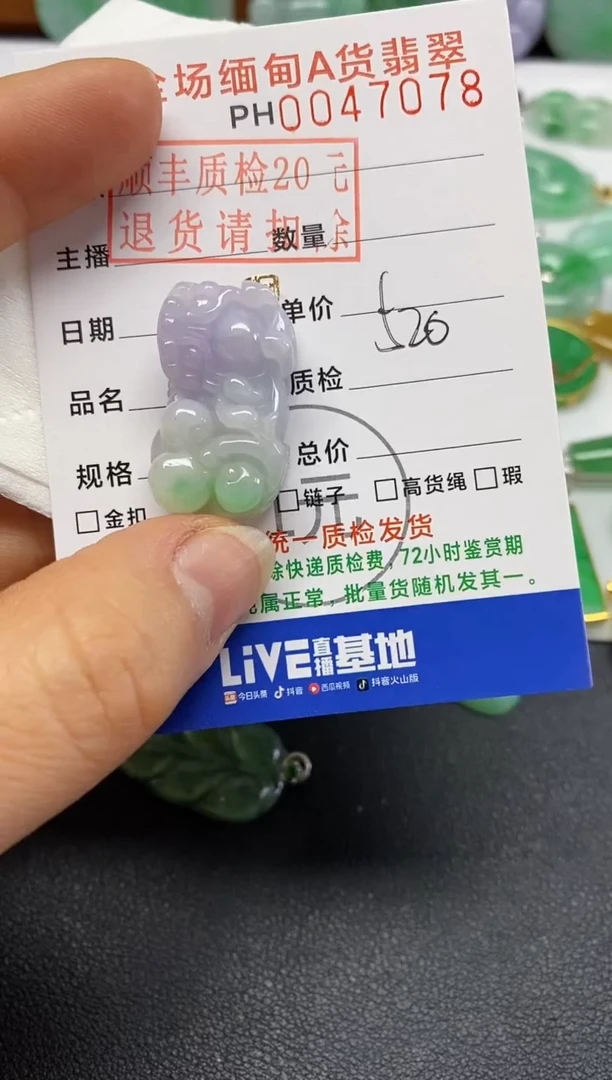 全场缅甸A货翡翠
PH0047078
顺丰质检20元
退货请扣除
主播
数量
日期
单价 520
品名
质检
规格
总价
金扣
链子 高货绳 瑕
玩
统一质检发货
除快递质检费，72小时鉴赏期
属正常，批量货随机发其一。
LiVE直播基地
头条 今日头条 抖音 西瓜视频 抖音火山版